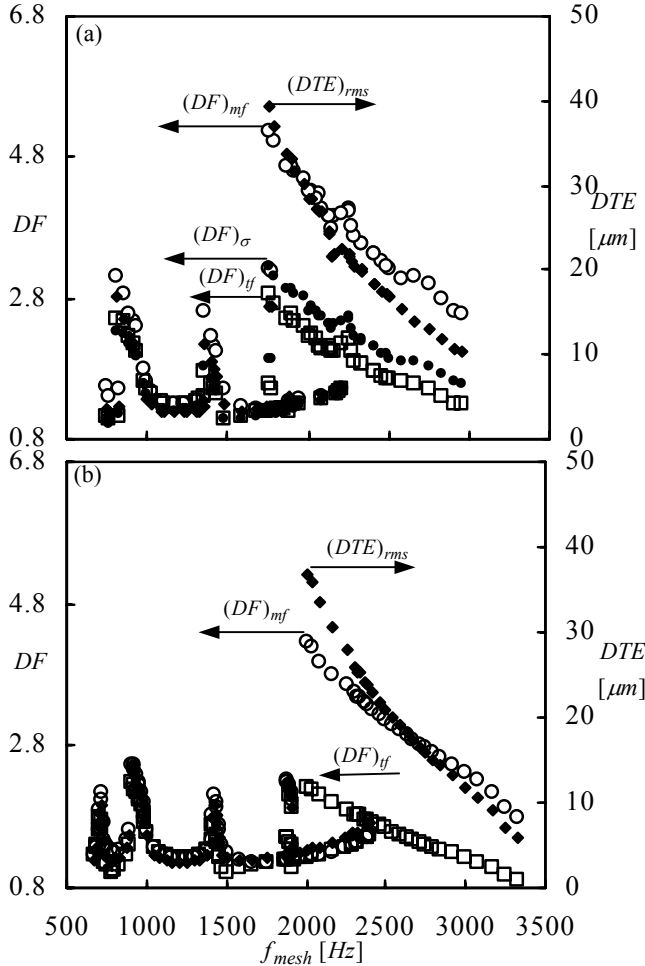 6.8 50
(a)
(DTE)rms
(DF)mf 40
4.8
30
DF (DF)σ DTE
[μm]
(DF)tf 20
2.8
10
0.8 0
6.8 50
(b)
(DTE)rms 40
4.8 (DF)mf
30
DF DTE
[μm]
20
2.8 (DF)tf
10
0.8 0
500 1000 1500 2000 2500 3000 3500
fmesh [Hz]